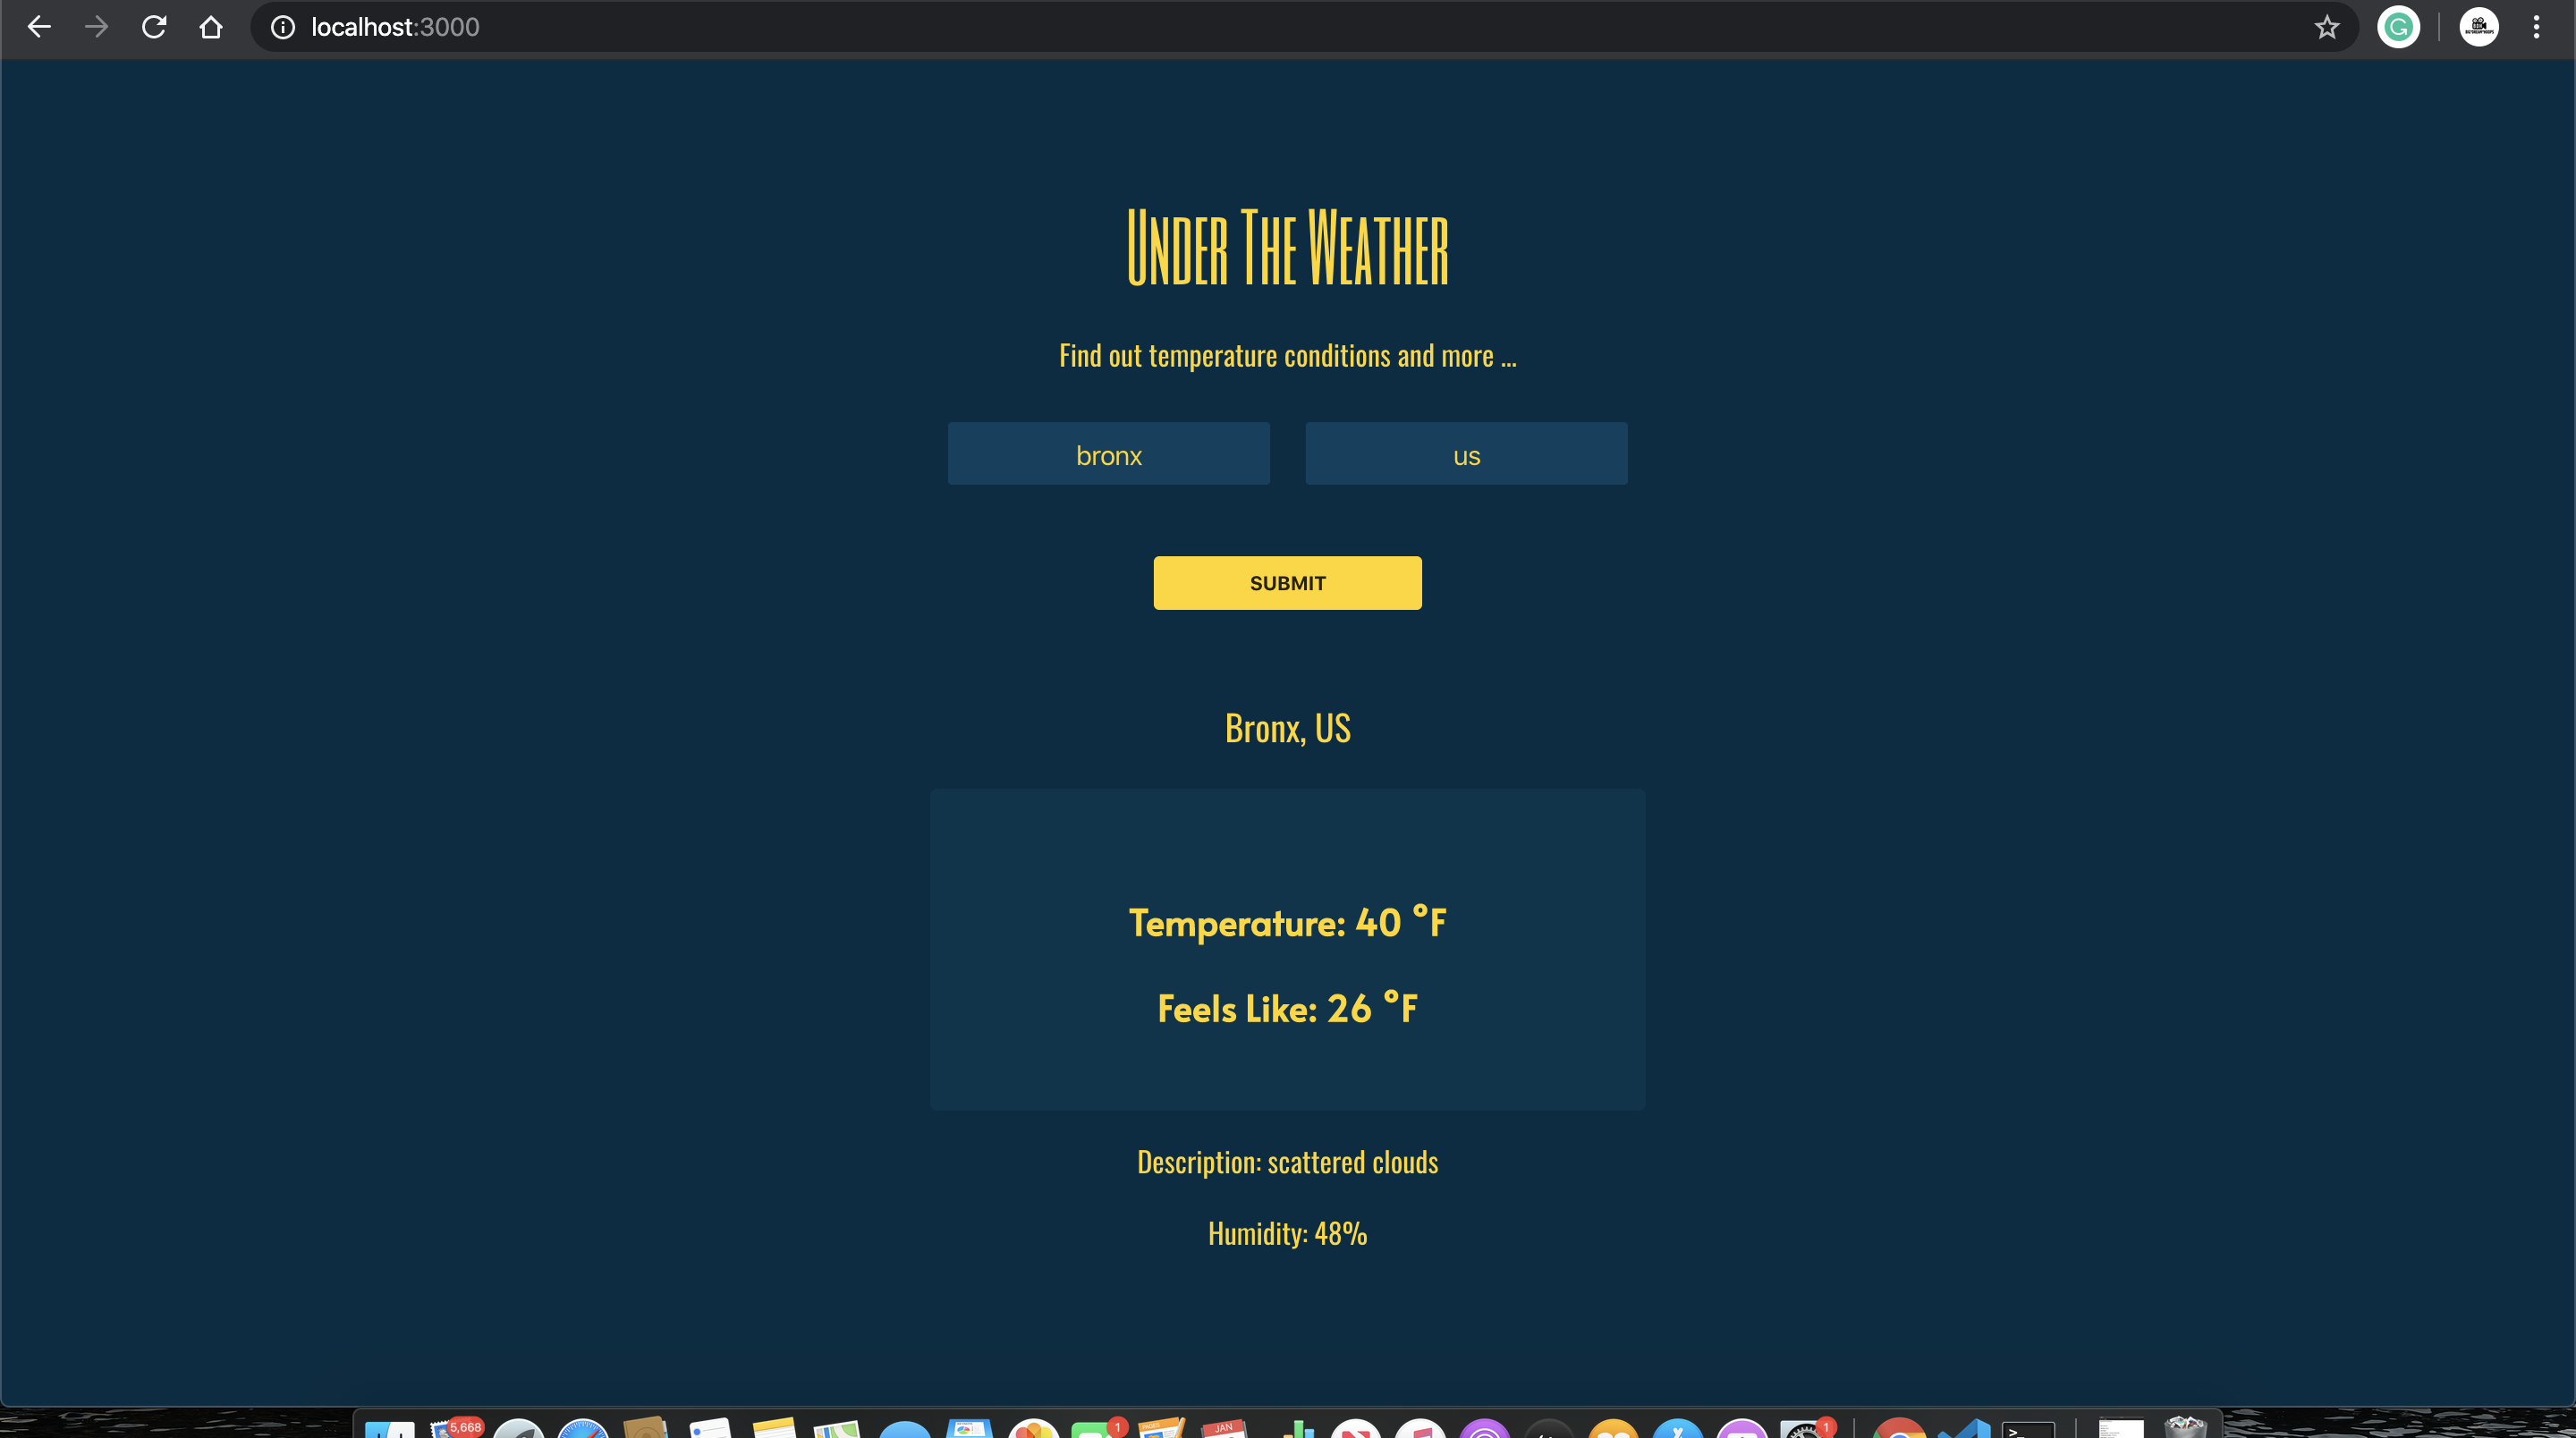 localhost:3000
Under The Weather
Find out temperature conditions and more ...
bronx us
SUBMIT
Bronx, US
Temperature: 40 °F
Feels Like: 26 °F
Description: scattered clouds
Humidity: 48%
5,668 1 PAGES JAN 1